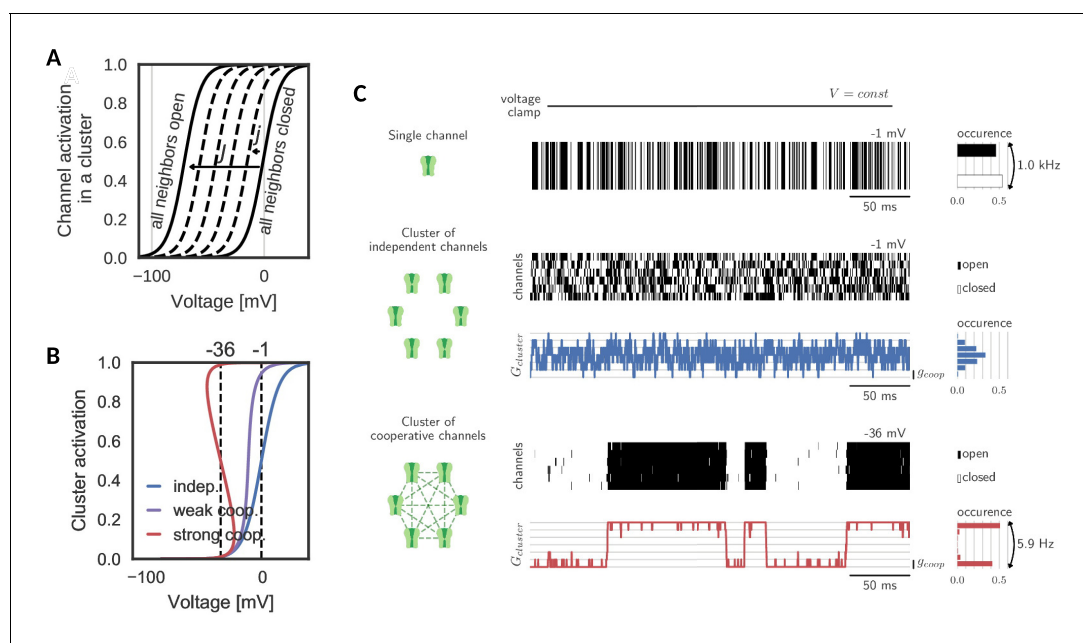 A
A
1.0
0.8
0.6
0.4
0.2
0.0
Channel activation
in a cluster
all neighbors open
J
j
all neighbors closed
−100
0
Voltage [mV]
B
-36
-1
1.0
0.8
0.6
0.4
0.2
0.0
Cluster activation
indep.
weak coop.
strong coop.
−100
0
Voltage [mV]
C
voltage
clamp
V = const
Single channel
-1 mV
50 ms
occurence
1.0 kHz
0.0
0.5
Cluster of
independent channels
-1 mV
channels
open
closed
Gcluster
gcoop
50 ms
occurence
0.0
0.5
Cluster of
cooperative channels
-36 mV
channels
open
closed
Gcluster
gcoop
50 ms
occurence
5.9 Hz
0.0
0.5